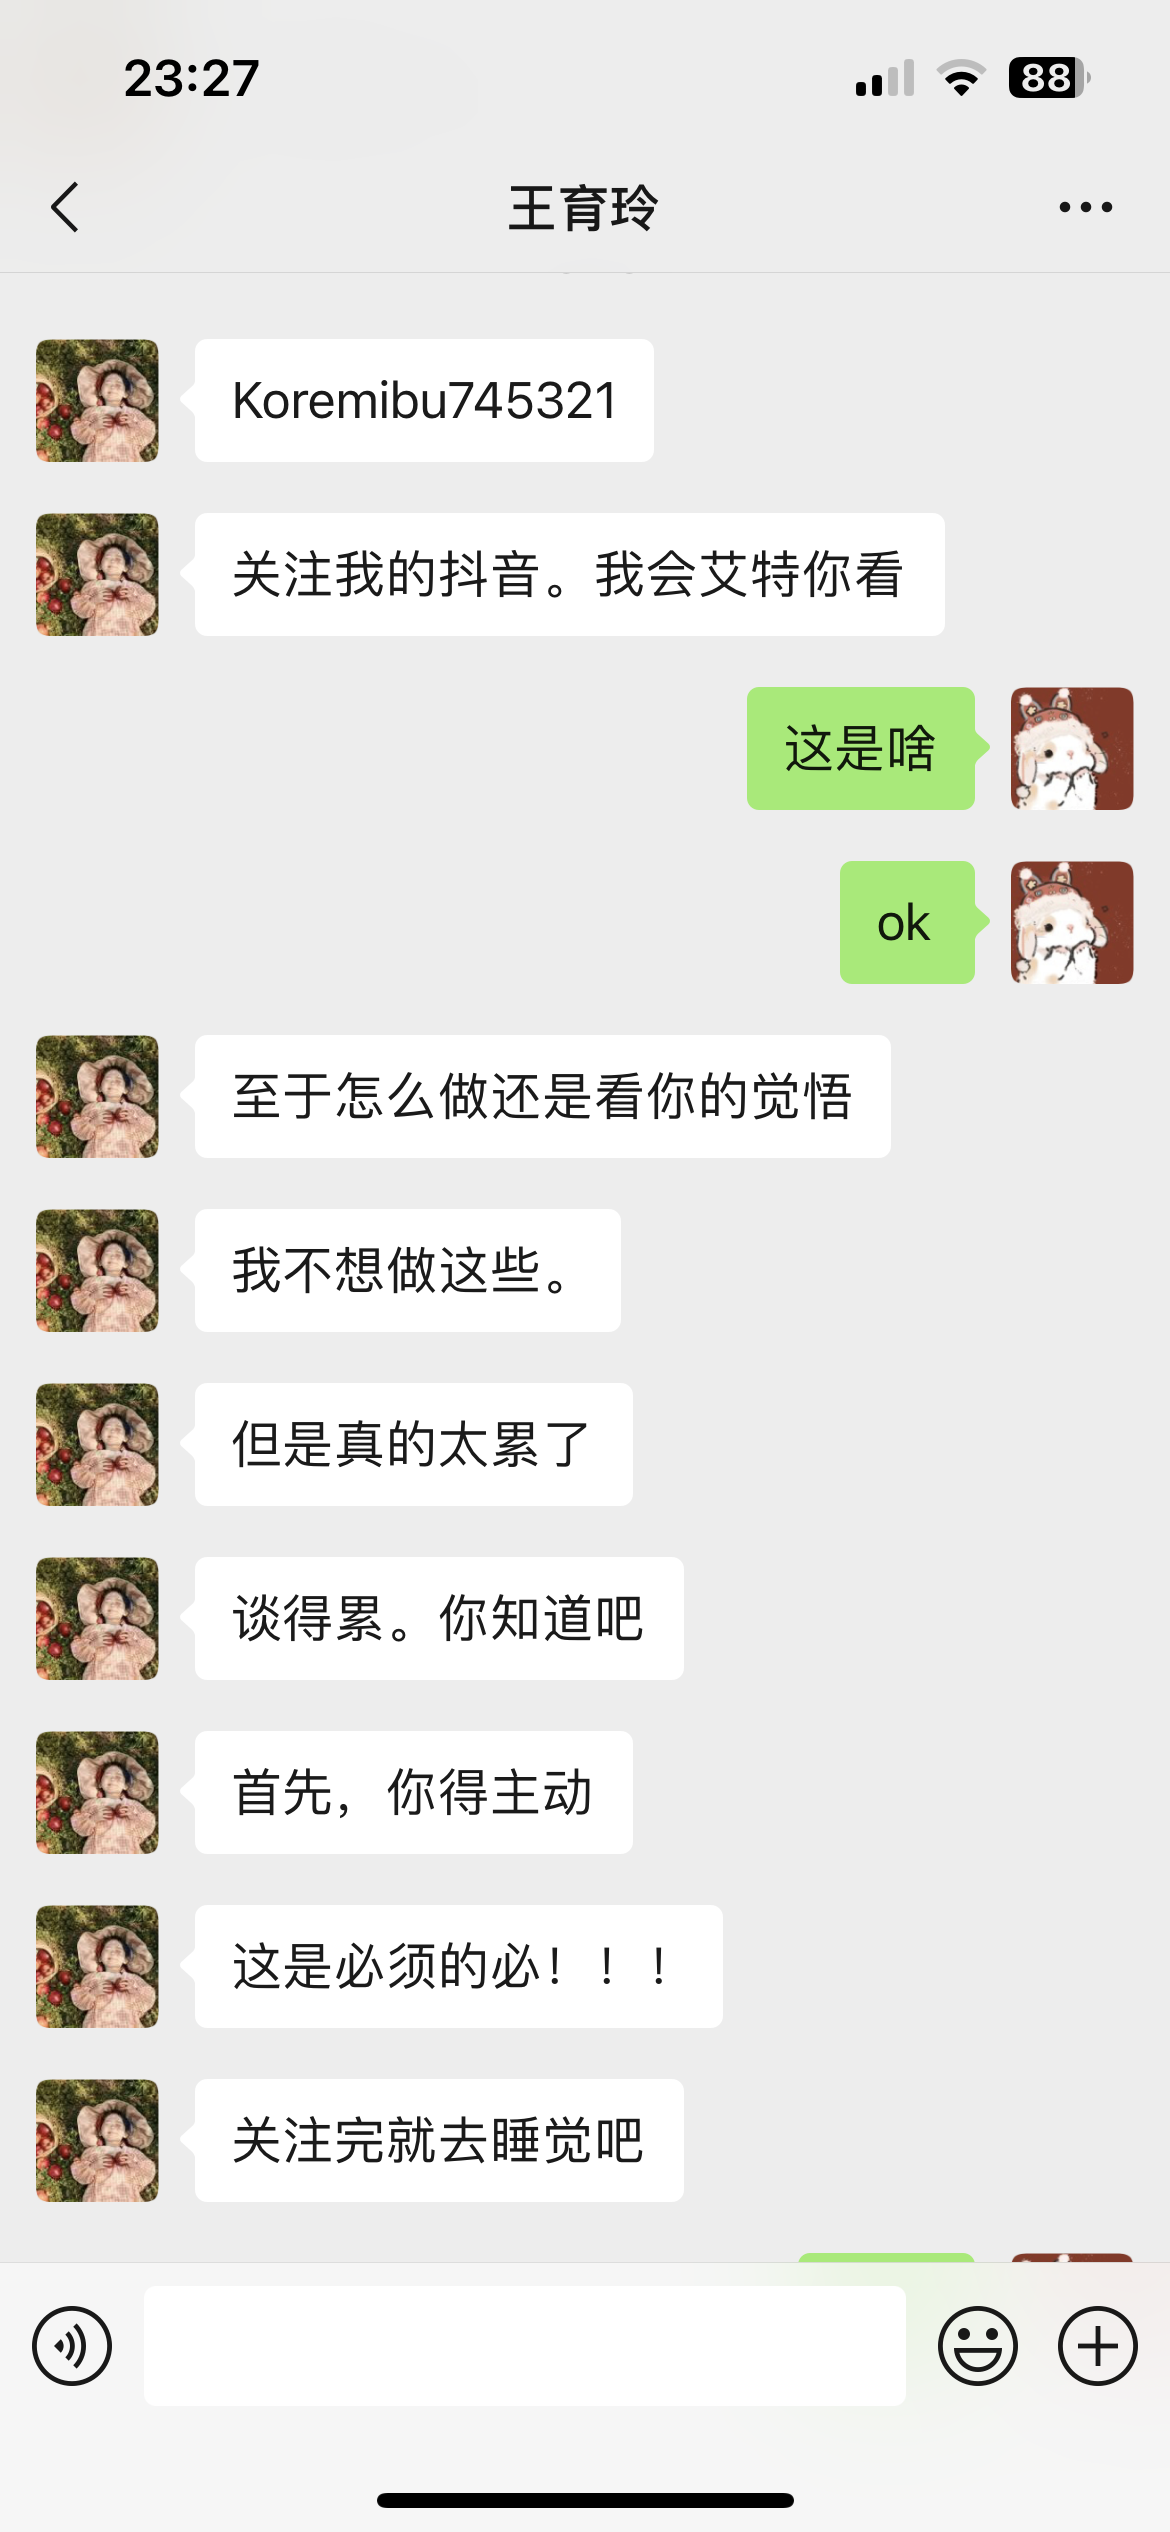 23:27
88
王育玲
Koremibu745321
关注我的抖音。我会艾特你看
这是啥
ok
至于怎么做还是看你的觉悟
我不想做这些。
但是真的太累了
谈得累。你知道吧
首先，你得主动
这是必须的必！！！
关注完就去睡觉吧